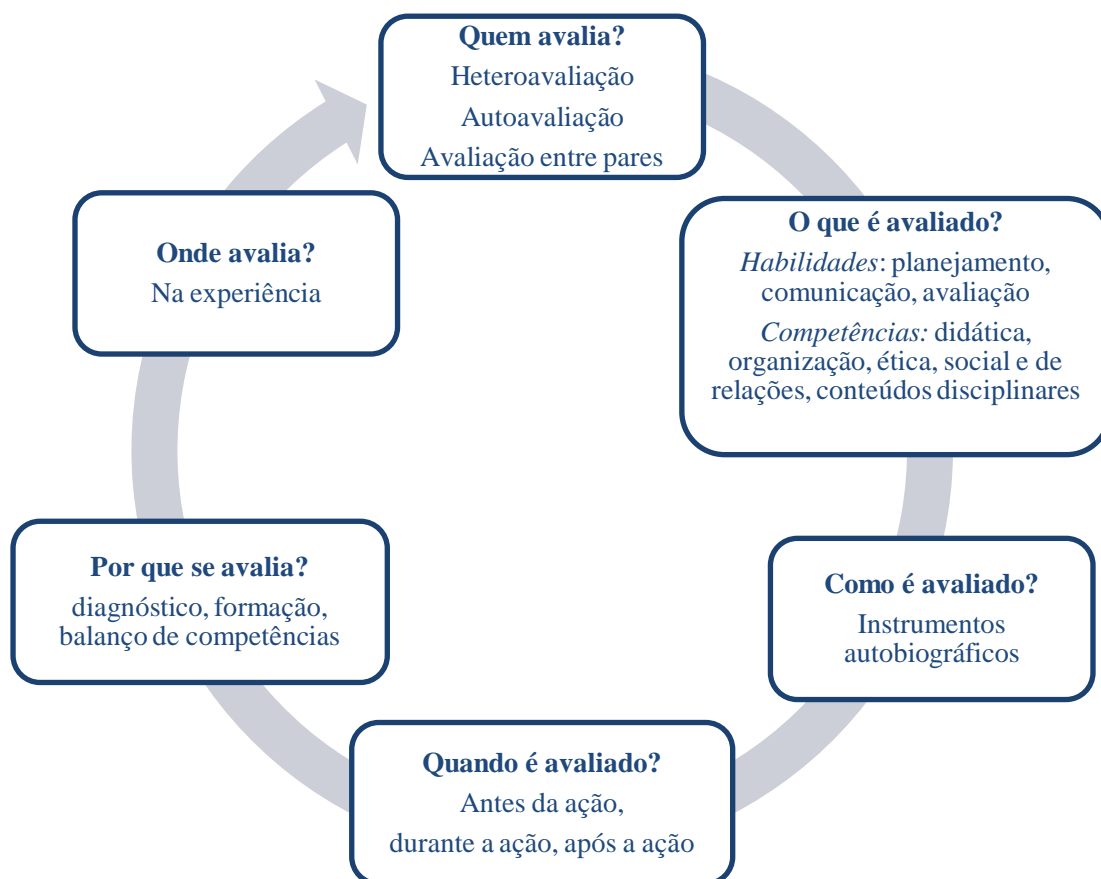 Quem avalia?
Heteroavaliação
Autoavaliação
Avaliação entre pares
O que é avaliado?
Habilidades: planejamento,
comunicação, avaliação
Competências: didática,
organização, ética, social e de
relações, conteúdos disciplinares
Como é avaliado?
Instrumentos
autobiográficos
Quando é avaliado?
Antes da ação,
durante a ação, após a ação
Por que se avalia?
diagnóstico, formação,
balanço de competências
Onde avalia?
Na experiência